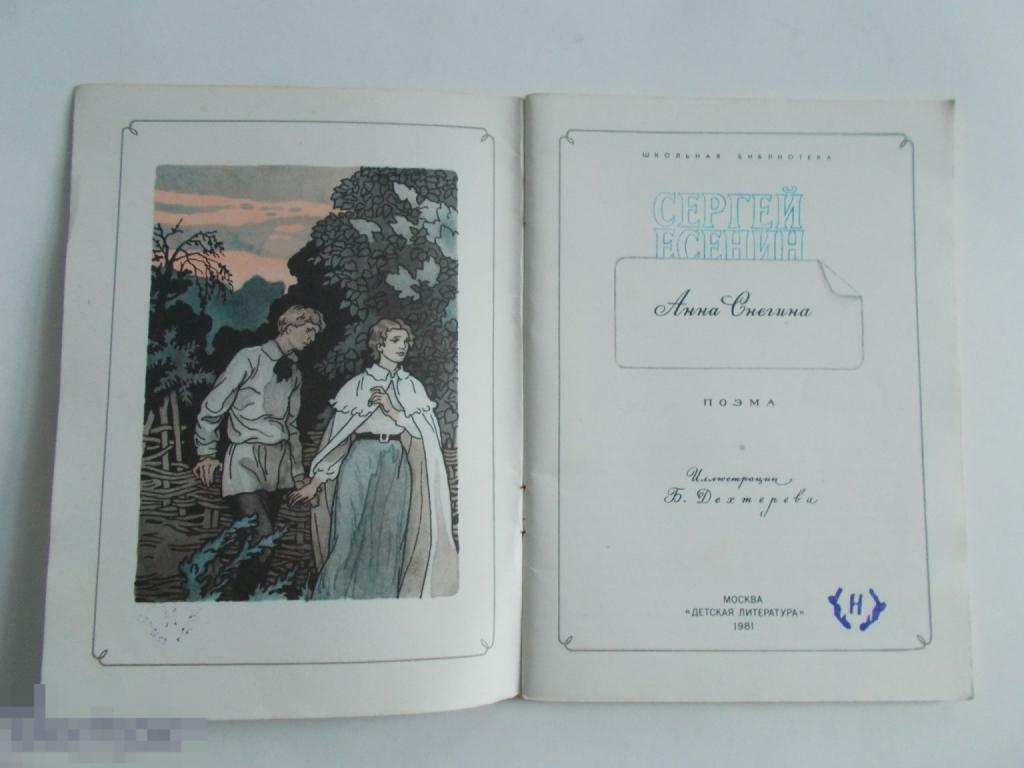 ШКОЛЬНАЯ БИБЛИОТЕКА
СЕРГЕЙ
ЕСЕНИН
Анна Снегина
ПОЭМА
Иллюстрации
Б. Дехтерева
МОСКВА
«ДЕТСКАЯ ЛИТЕРАТУРА»
1981
Н